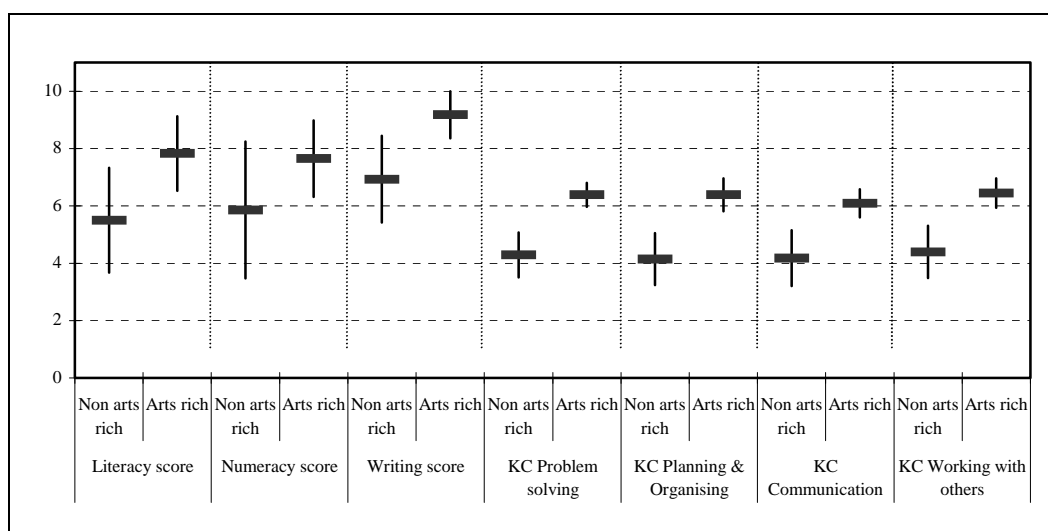 10
8
6
4
2
0
Non arts rich
Arts rich
Non arts rich
Arts rich
Non arts rich
Arts rich
Non arts rich
Arts rich
Non arts rich
Arts rich
Non arts rich
Arts rich
Non arts rich
Arts rich
Literacy score
Numeracy score
Writing score
KC Problem solving
KC Planning & Organising
KC Communication
KC Working with others